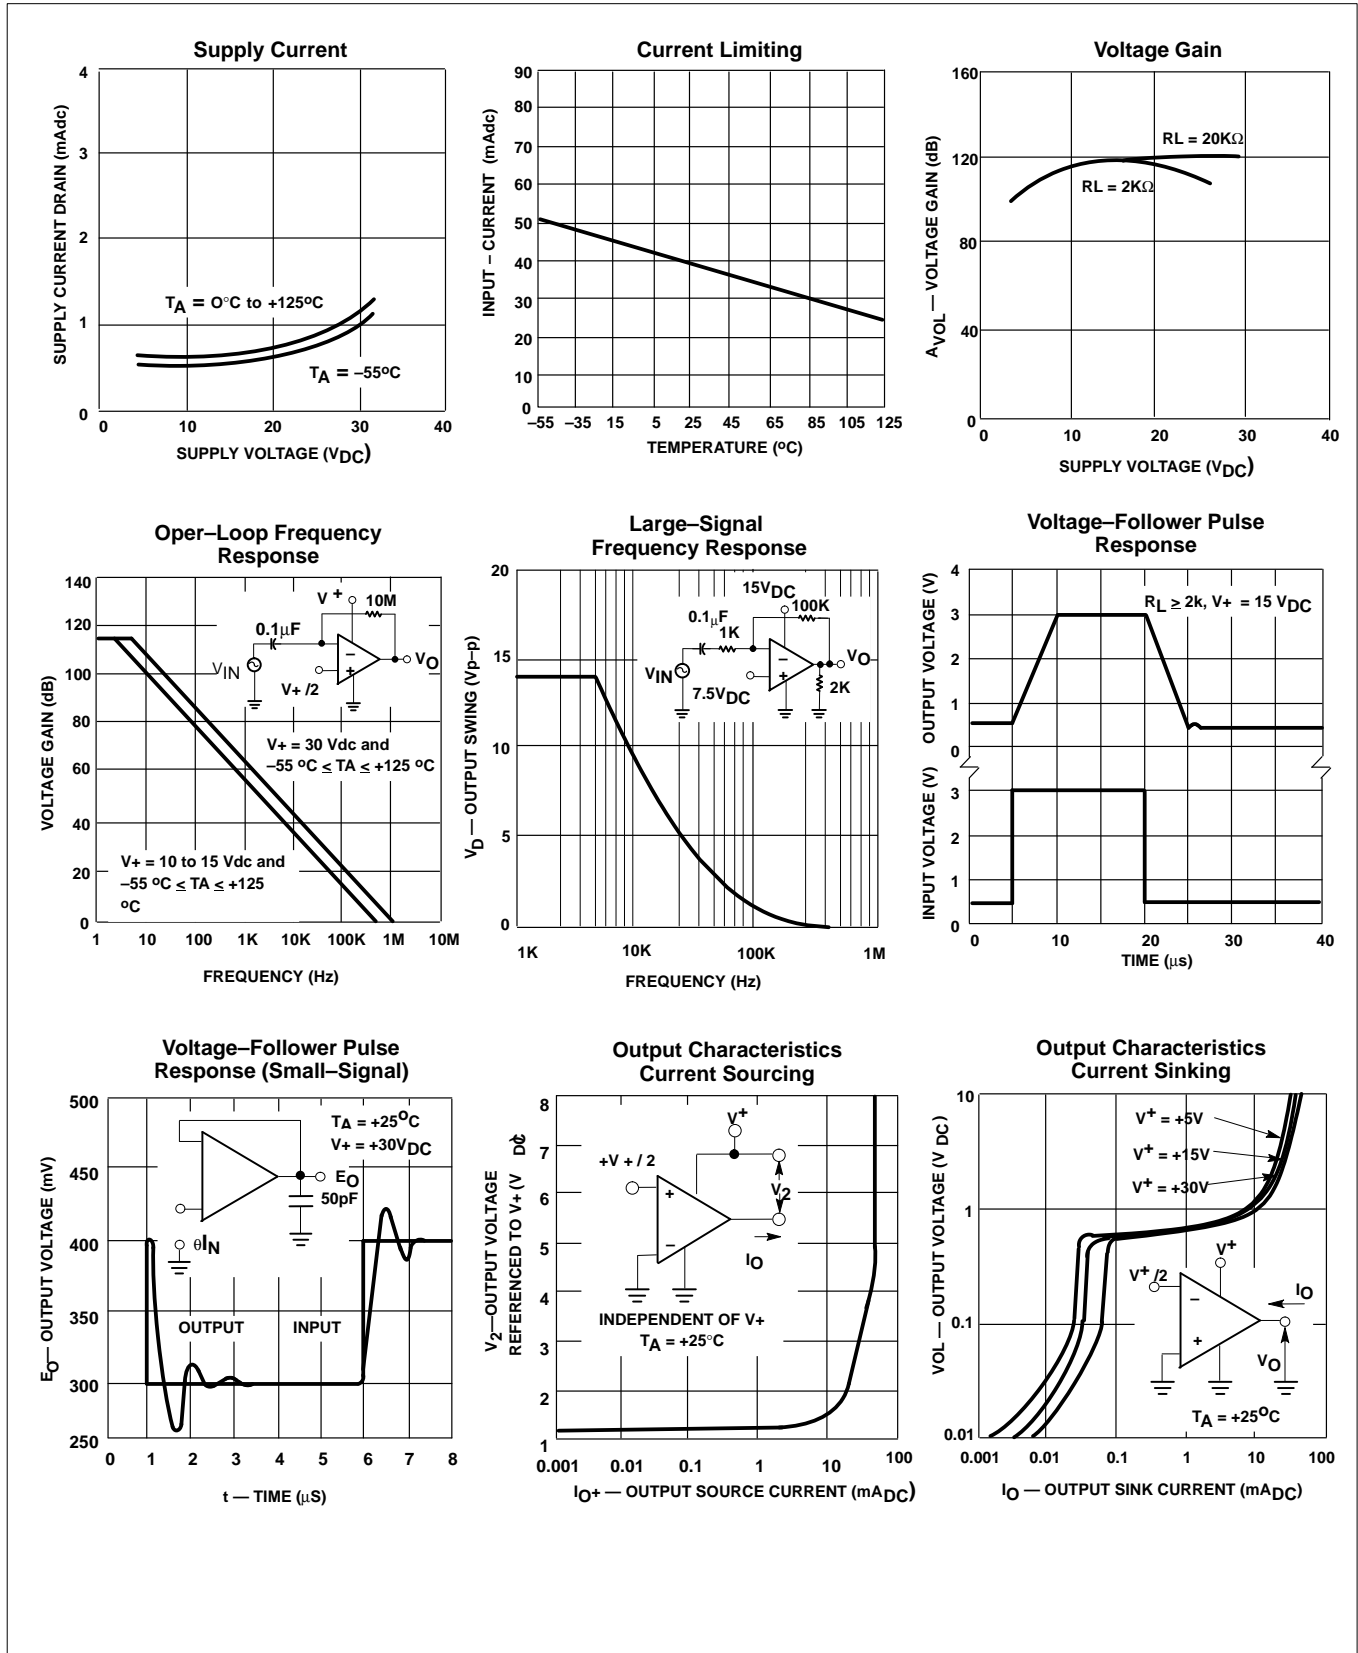 Supply Current
4
3
2
1
0
SUPPLY CURRENT DRAIN (mAdc)
TA = O°C to +125oC
TA = –55oC
0
10
20
30
40
SUPPLY VOLTAGE (VDC)
Current Limiting
90
80
70
60
50
40
30
20
10
0
INPUT – CURRENT (mAdc)
–55 –35 15 5 25 45 65 85 105 125
TEMPERATURE (oC)
Voltage Gain
160
120
80
40
0
AVOL — VOLTAGE GAIN (dB)
RL = 20KΩ
RL = 2KΩ
0
10
20
30
40
SUPPLY VOLTAGE (VDC)
Oper–Loop Frequency
Response
140
120
100
80
60
40
20
0
VOLTAGE GAIN (dB)
V +
10M
0.1μF
VIN
VO
–
+
V+ /2
V+ = 30 Vdc and
–55 oC ≤ TA ≤ +125 oC
V+ = 10 to 15 Vdc and
–55 oC ≤ TA ≤ +125
oC
1 10 100 1K 10K 100K 1M 10M
FREQUENCY (Hz)
Large–Signal
Frequency Response
20
15
10
5
0
VD — OUTPUT SWING (Vp–p)
15VDC
100K
0.1μF
1K
VIN
VO
–
+
7.5VDC
2K
1K 10K 100K 1M
FREQUENCY (Hz)
Voltage–Follower Pulse
Response
4
3
2
1
0
OUTPUT VOLTAGE (V)
RL ≥ 2k, V+ = 15 VDC
3
2
1
0
INPUT VOLTAGE (V)
0 10 20 30 40
TIME (μs)
Voltage–Follower Pulse
Response (Small–Signal)
500
450
400
350
300
250
EO— OUTPUT VOLTAGE (mV)
TA = +25oC
V+ = +30VDC
EO
50pF
θIN
OUTPUT
INPUT
0 1 2 3 4 5 6 7 8
t — TIME (μS)
Output Characteristics
Current Sourcing
8
7
6
5
4
3
2
1
V2—OUTPUT VOLTAGE
REFERENCED TO V+ (V DC)
V+
+V + / 2
+
–
V2
IO
INDEPENDENT OF V+
TA = +25°C
0.001 0.01 0.1 1 10 100
IO+ — OUTPUT SOURCE CURRENT (mADC)
Output Characteristics
Current Sinking
10
1
0.1
0.01
VOL — OUTPUT VOLTAGE (V DC)
V+ = +5V
V+ = +15V
V+ = +30V
V+
V+ /2
–
+
IO
VO
TA = +25oC
0.001 0.01 0.1 1 10 100
IO — OUTPUT SINK CURRENT (mADC)